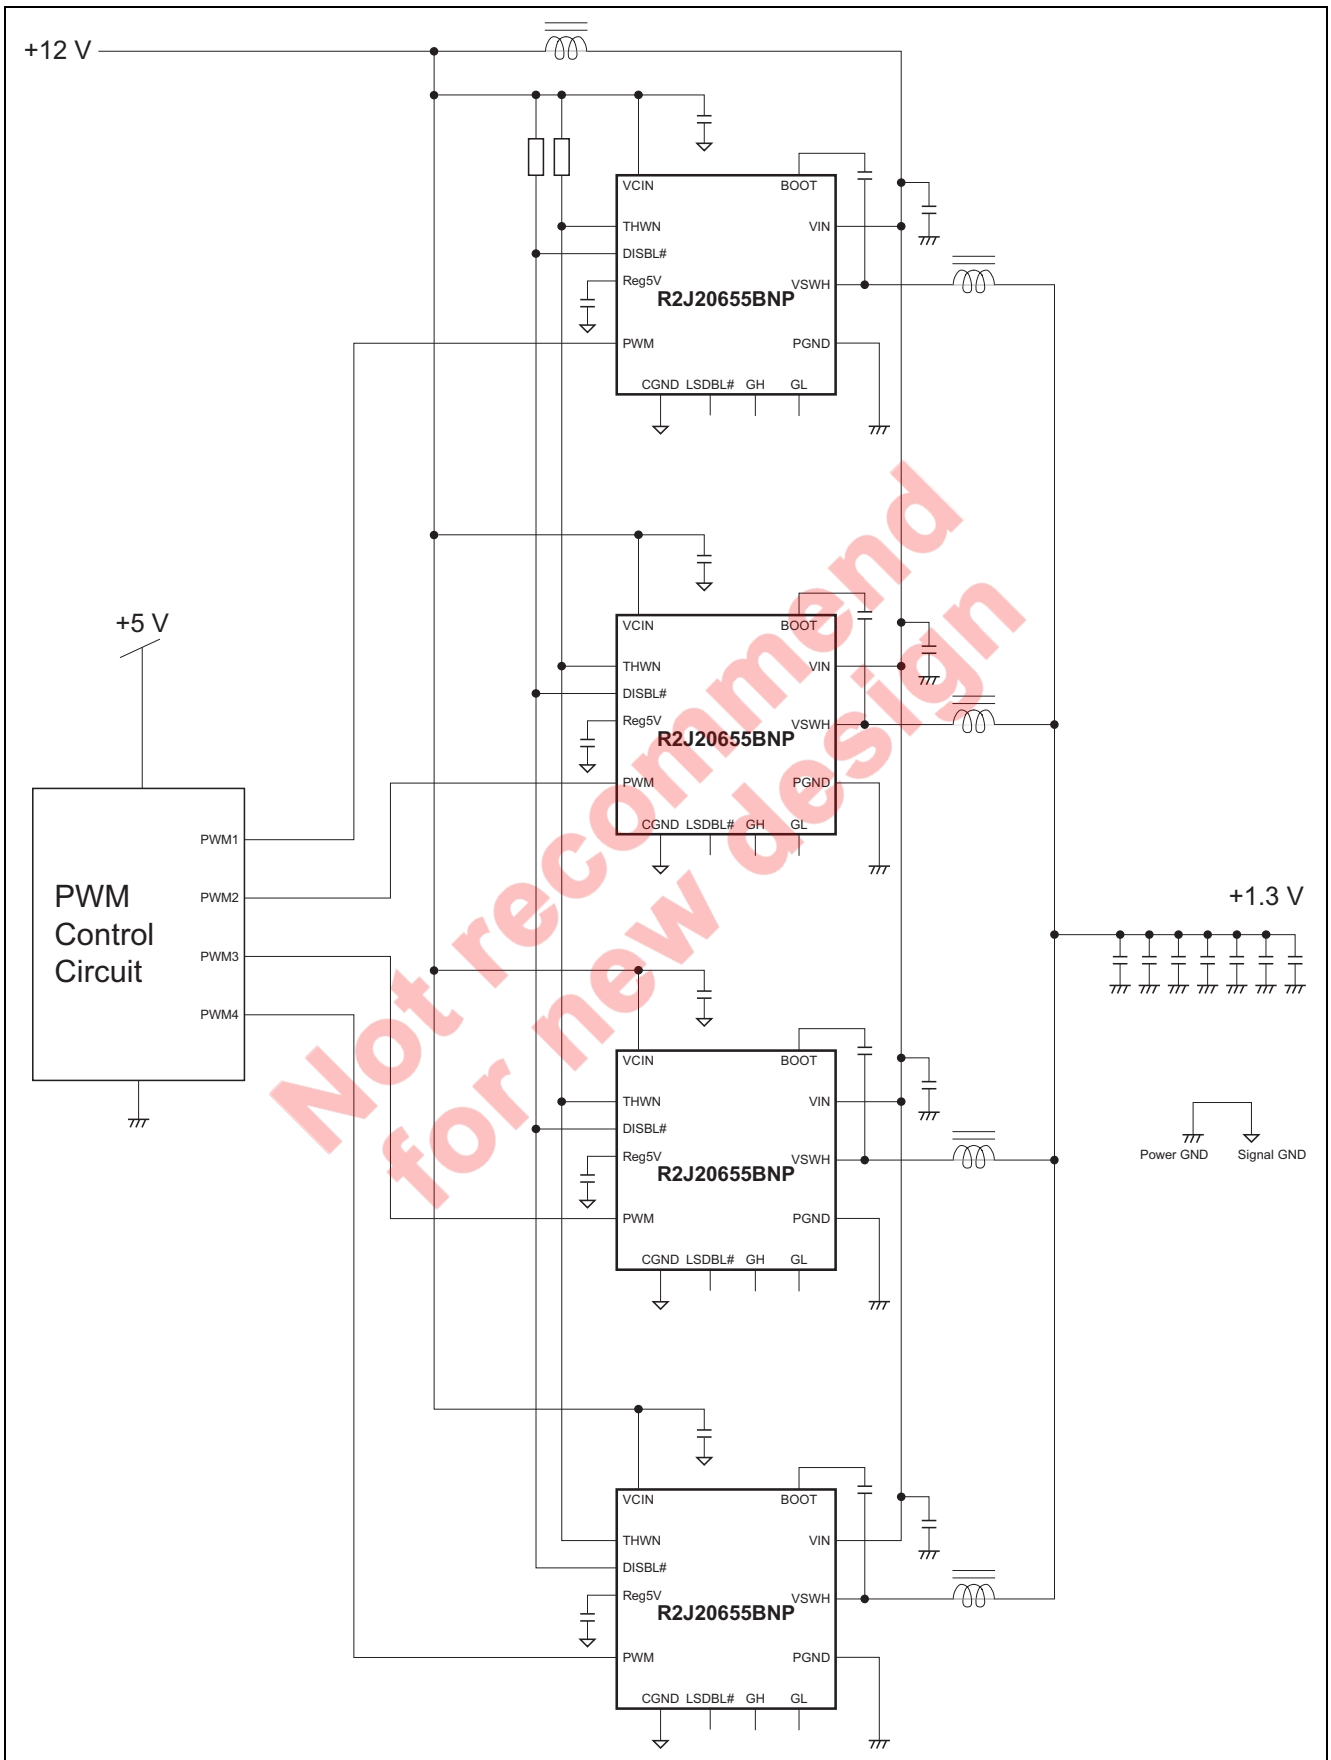 +12 V
VCIN
BOOT
THWN
VIN
DISBL#
Reg5V
VSWH
R2J20655BNP
PWM
PGND
CGND LSDBL# GH GL
VCIN
BOOT
THWN
VIN
DISBL#
Reg5V
VSWH
R2J20655BNP
PWM
PGND
CGND LSDBL# GH GL
+5 V
PWM1
PWM2
PWM3
PWM4
PWM
Control
Circuit
VCIN
BOOT
THWN
VIN
DISBL#
Reg5V
VSWH
R2J20655BNP
PWM
PGND
CGND LSDBL# GH GL
VCIN
BOOT
THWN
VIN
DISBL#
Reg5V
VSWH
R2J20655BNP
PWM
PGND
CGND LSDBL# GH GL
+1.3 V
Power GND
Signal GND
Not recommend
for new design